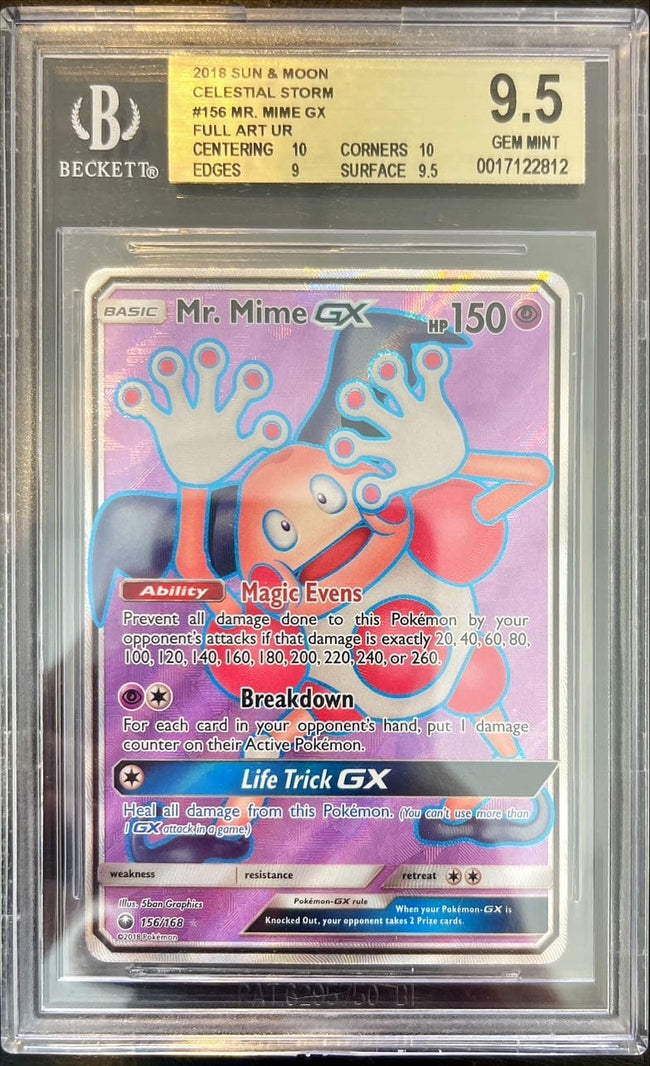 2018 SUN & MOON
CELESTIAL STORM
#156 MR. MIME GX
FULL ART UR
CENTERING 10 CORNERS 10
EDGES 9 SURFACE 9.5
9.5
GEM MINT
0017122812
B
BECKETT®
BASIC Mr. Mime GX HP 150
Ability Magic Evens
Prevent all damage done to this Pokémon by your
opponent's attacks if that damage is exactly 20, 40, 60, 80,
100, 120, 140, 160, 180, 200, 220, 240, or 260.
Breakdown
For each card in your opponent's hand, put 1 damage
counter on their Active Pokémon.
Life Trick GX
Heal all damage from this Pokémon. (You can't use more than
1 GX attack in a game.)
weakness resistance retreat
Illus. 5ban Graphics
156/168
©2018 Pokémon
Pokémon-GX rule
When your Pokémon-GX is
Knocked Out, your opponent takes 2 Prize cards.